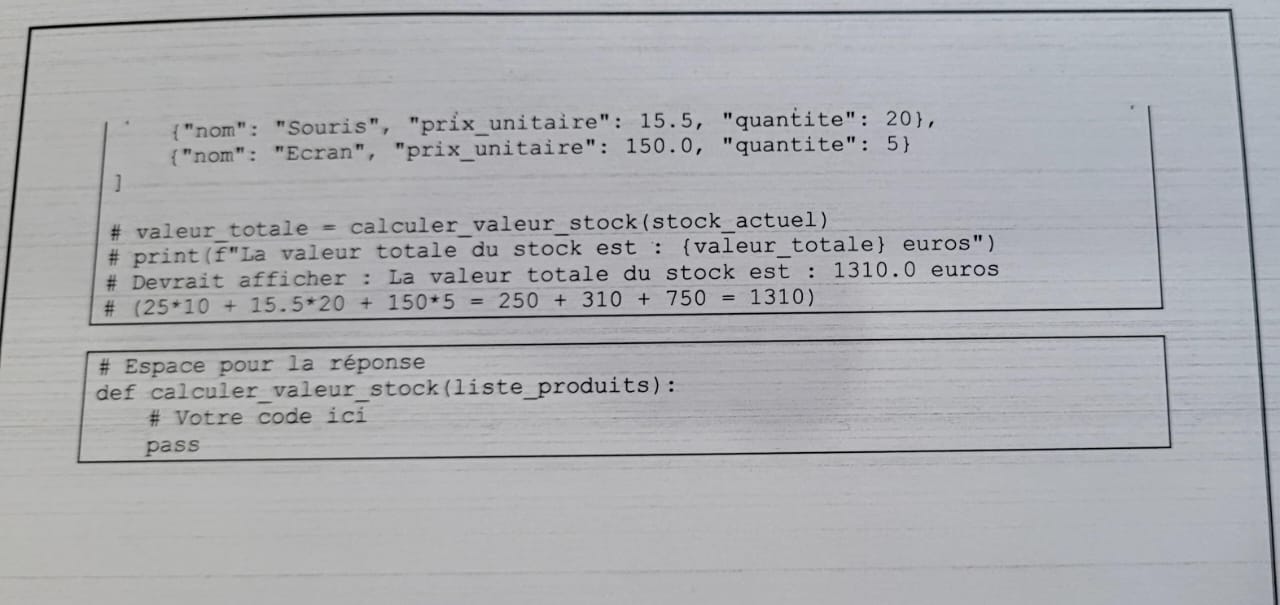 {"nom": "Souris", "prix_unitaire": 15.5, "quantite": 20},
{"nom": "Ecran", "prix_unitaire": 150.0, "quantite": 5}
]
# valeur_totale = calculer_valeur_stock(stock_actuel)
# print(f"La valeur totale du stock est : {valeur_totale} euros")
# Devrait afficher : La valeur totale du stock est : 1310.0 euros
# (25*10 + 15.5*20 + 150*5 = 250 + 310 + 750 = 1310)
# Espace pour la réponse
def calculer_valeur_stock(liste_produits):
# Votre code ici
pass